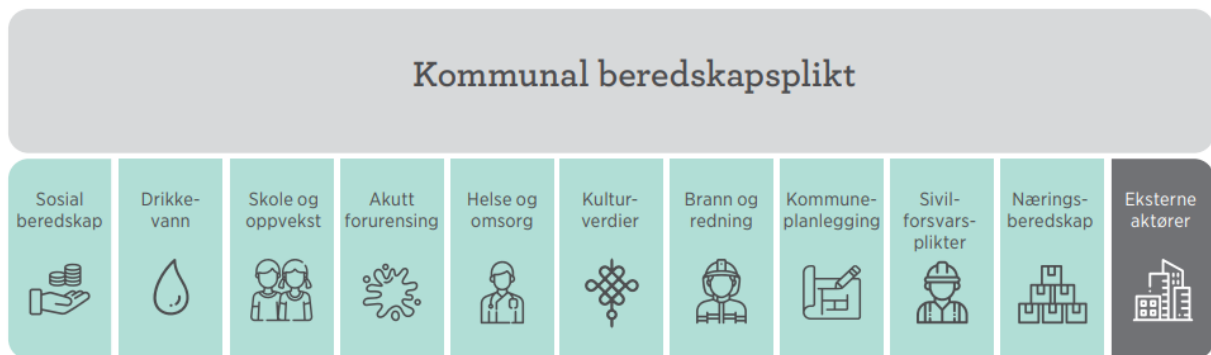 Kommunal beredskapsplikt
Sosial
beredskap
Drikke-
vann
Skole og
oppvekst
Akutt
forurensing
Helse og
omsorg
Kultur-
verdier
Brann og
redning
Kommune-
planlegging
Sivil-
forsvars-
plikter
Nærings-
beredskap
Eksterne
aktører